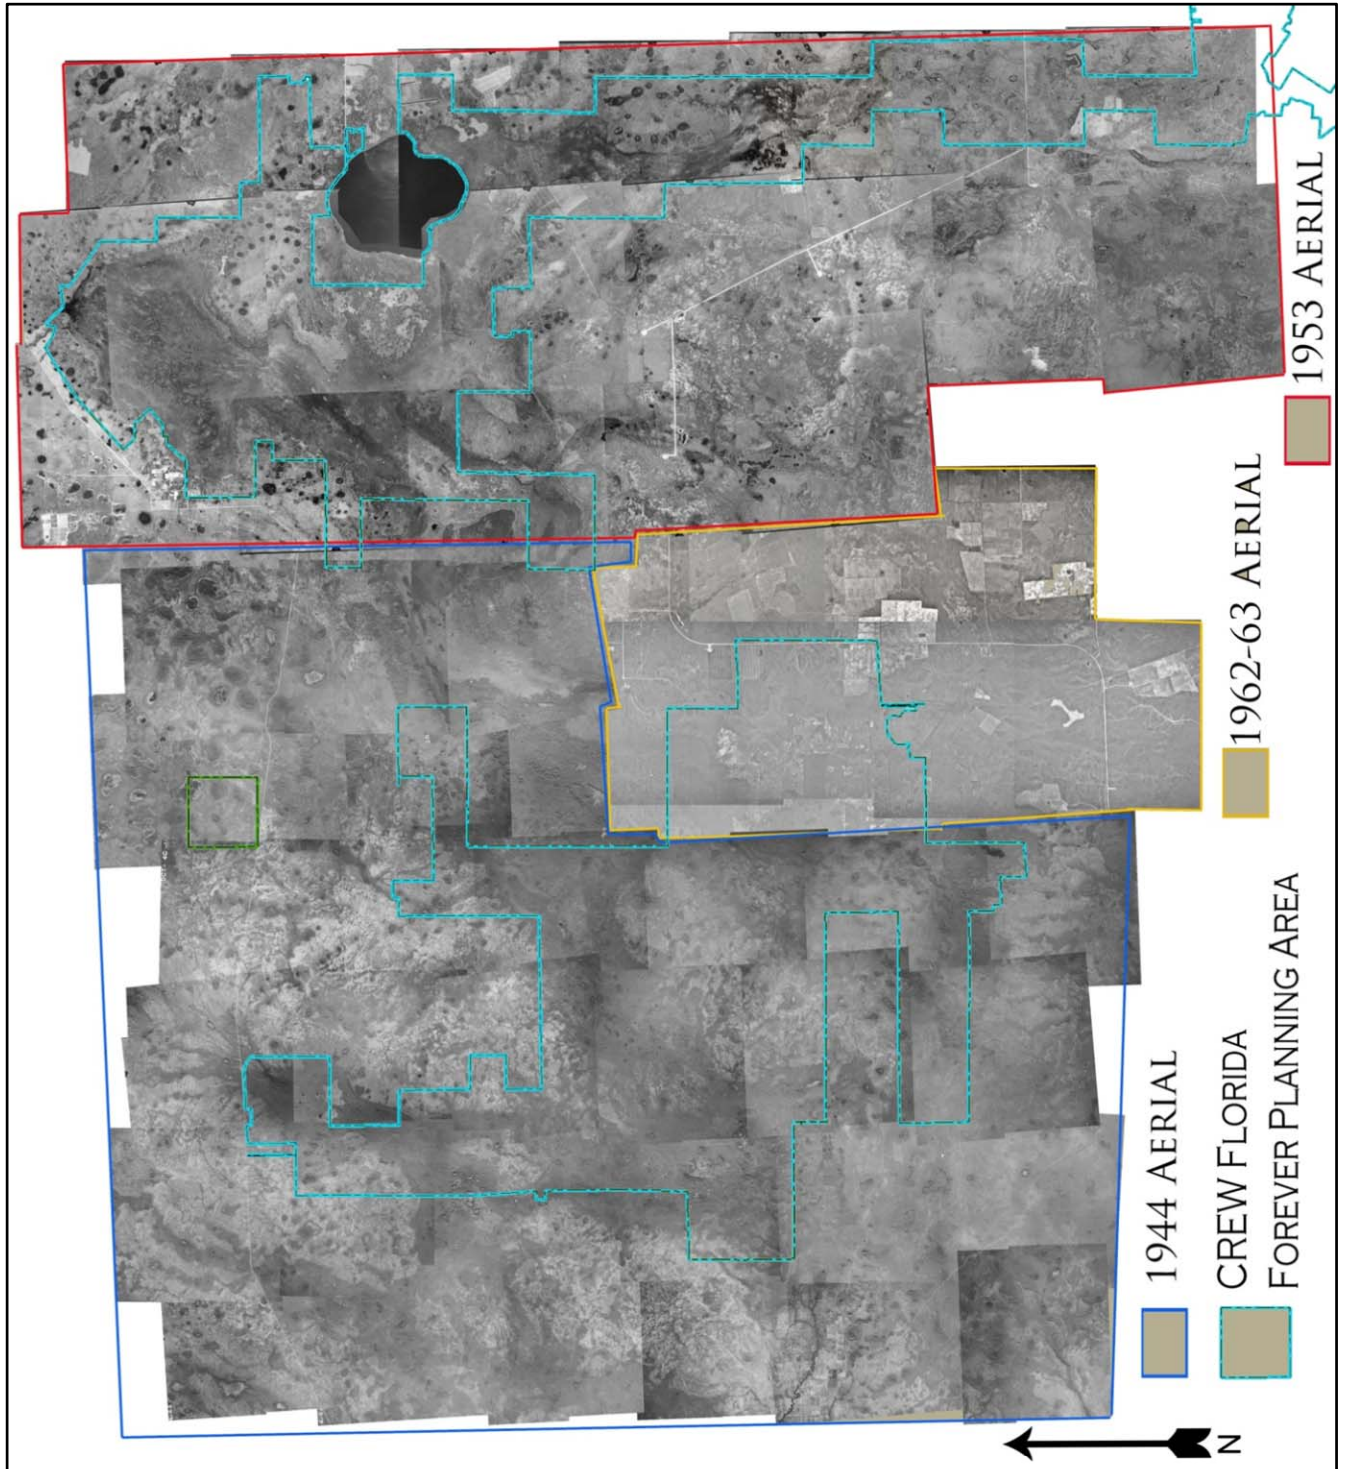 1944 AERIAL
CREW FLORIDA
FOREVER PLANNING AREA
1962-63 AERIAL
1953 AERIAL
N